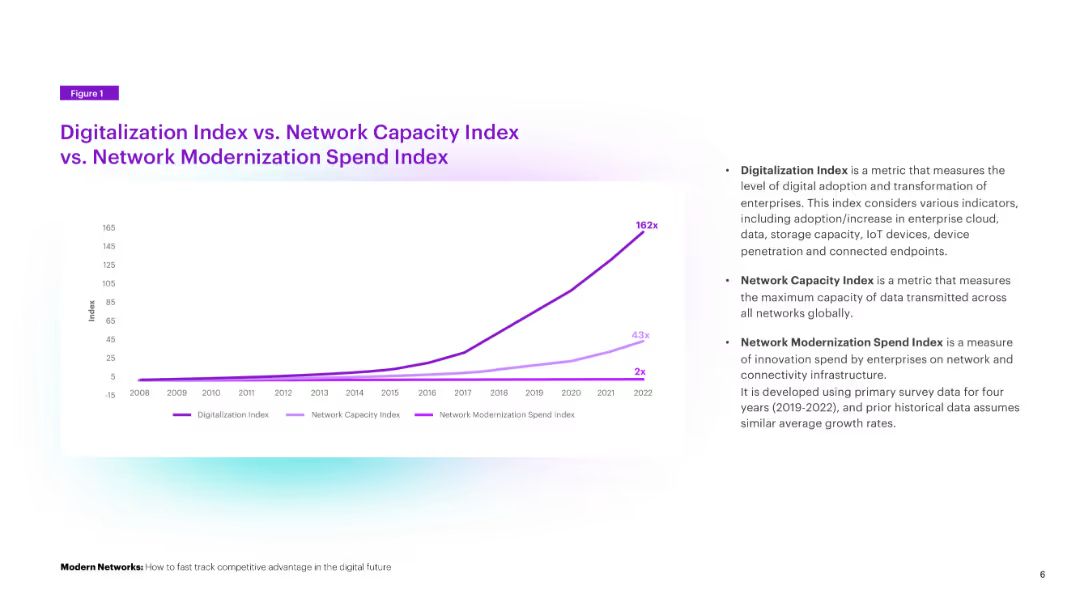 Figure 1
Digitalization Index vs. Network Capacity Index
vs. Network Modernization Spend Index
165
145
125
105
85
65
45
25
5
-15
Index
162x
43x
2x
2008 2009 2010 2011 2012 2013 2014 2015 2016 2017 2018 2019 2020 2021 2022
Digitalization Index Network Capacity Index Network Modernization Spend Index
• Digitalization Index is a metric that measures the
level of digital adoption and transformation of
enterprises. This index considers various indicators,
including adoption/increase in enterprise cloud,
data, storage capacity, IoT devices, device
penetration and connected endpoints.
• Network Capacity Index is a metric that measures
the maximum capacity of data transmitted across
all networks globally.
• Network Modernization Spend Index is a measure
of innovation spend by enterprises on network and
connectivity infrastructure.
It is developed using primary survey data for four
years (2019-2022), and prior historical data assumes
similar average growth rates.
Modern Networks: How to fast track competitive advantage in the digital future
6